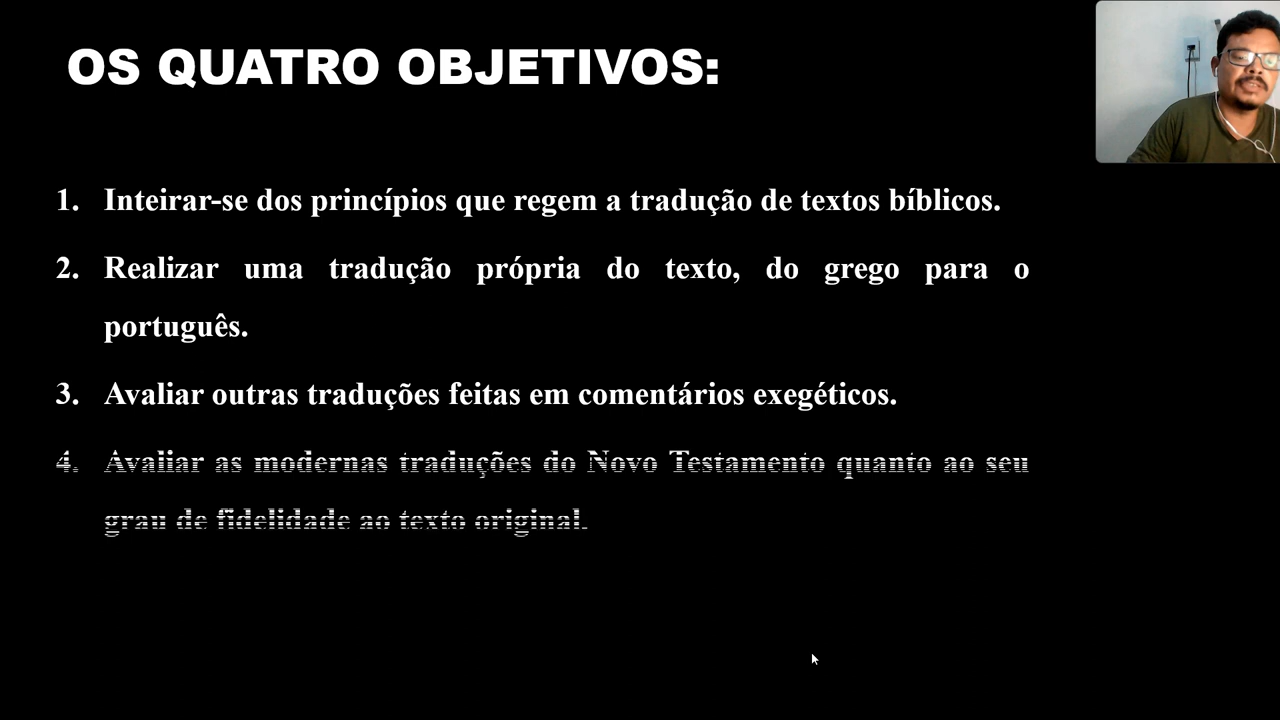 OS QUATRO OBJETIVOS:
1. Inteirar-se dos princípios que regem a tradução de textos bíblicos.
2. Realizar uma tradução própria do texto, do grego para o
português.
3. Avaliar outras traduções feitas em comentários exegéticos.
4. Avaliar as modernas traduções do Novo Testamento quanto ao seu
grau de fidelidade ao texto original.